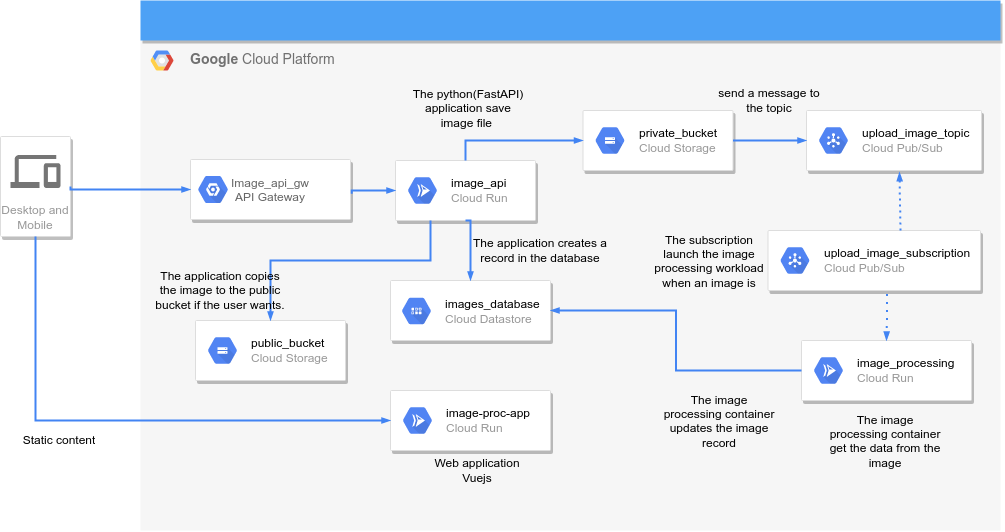 Google Cloud Platform
The python(FastAPI)
application save
image file
send a message to
the topic
private_bucket
Cloud Storage
upload_image_topic
Cloud Pub/Sub
Desktop and
Mobile
Image_api_gw
API Gateway
image_api
Cloud Run
The application creates a
record in the database
The subscription
launch the image
processing workload
when an image is
upload_image_subscription
Cloud Pub/Sub
The application copies
the image to the public
bucket if the user wants.
images_database
Cloud Datastore
public_bucket
Cloud Storage
image_processing
Cloud Run
The image
processing container
updates the image
record
The image
processing container
get the data from the
image
image-proc-app
Cloud Run
Static content
Web application
Vuejs